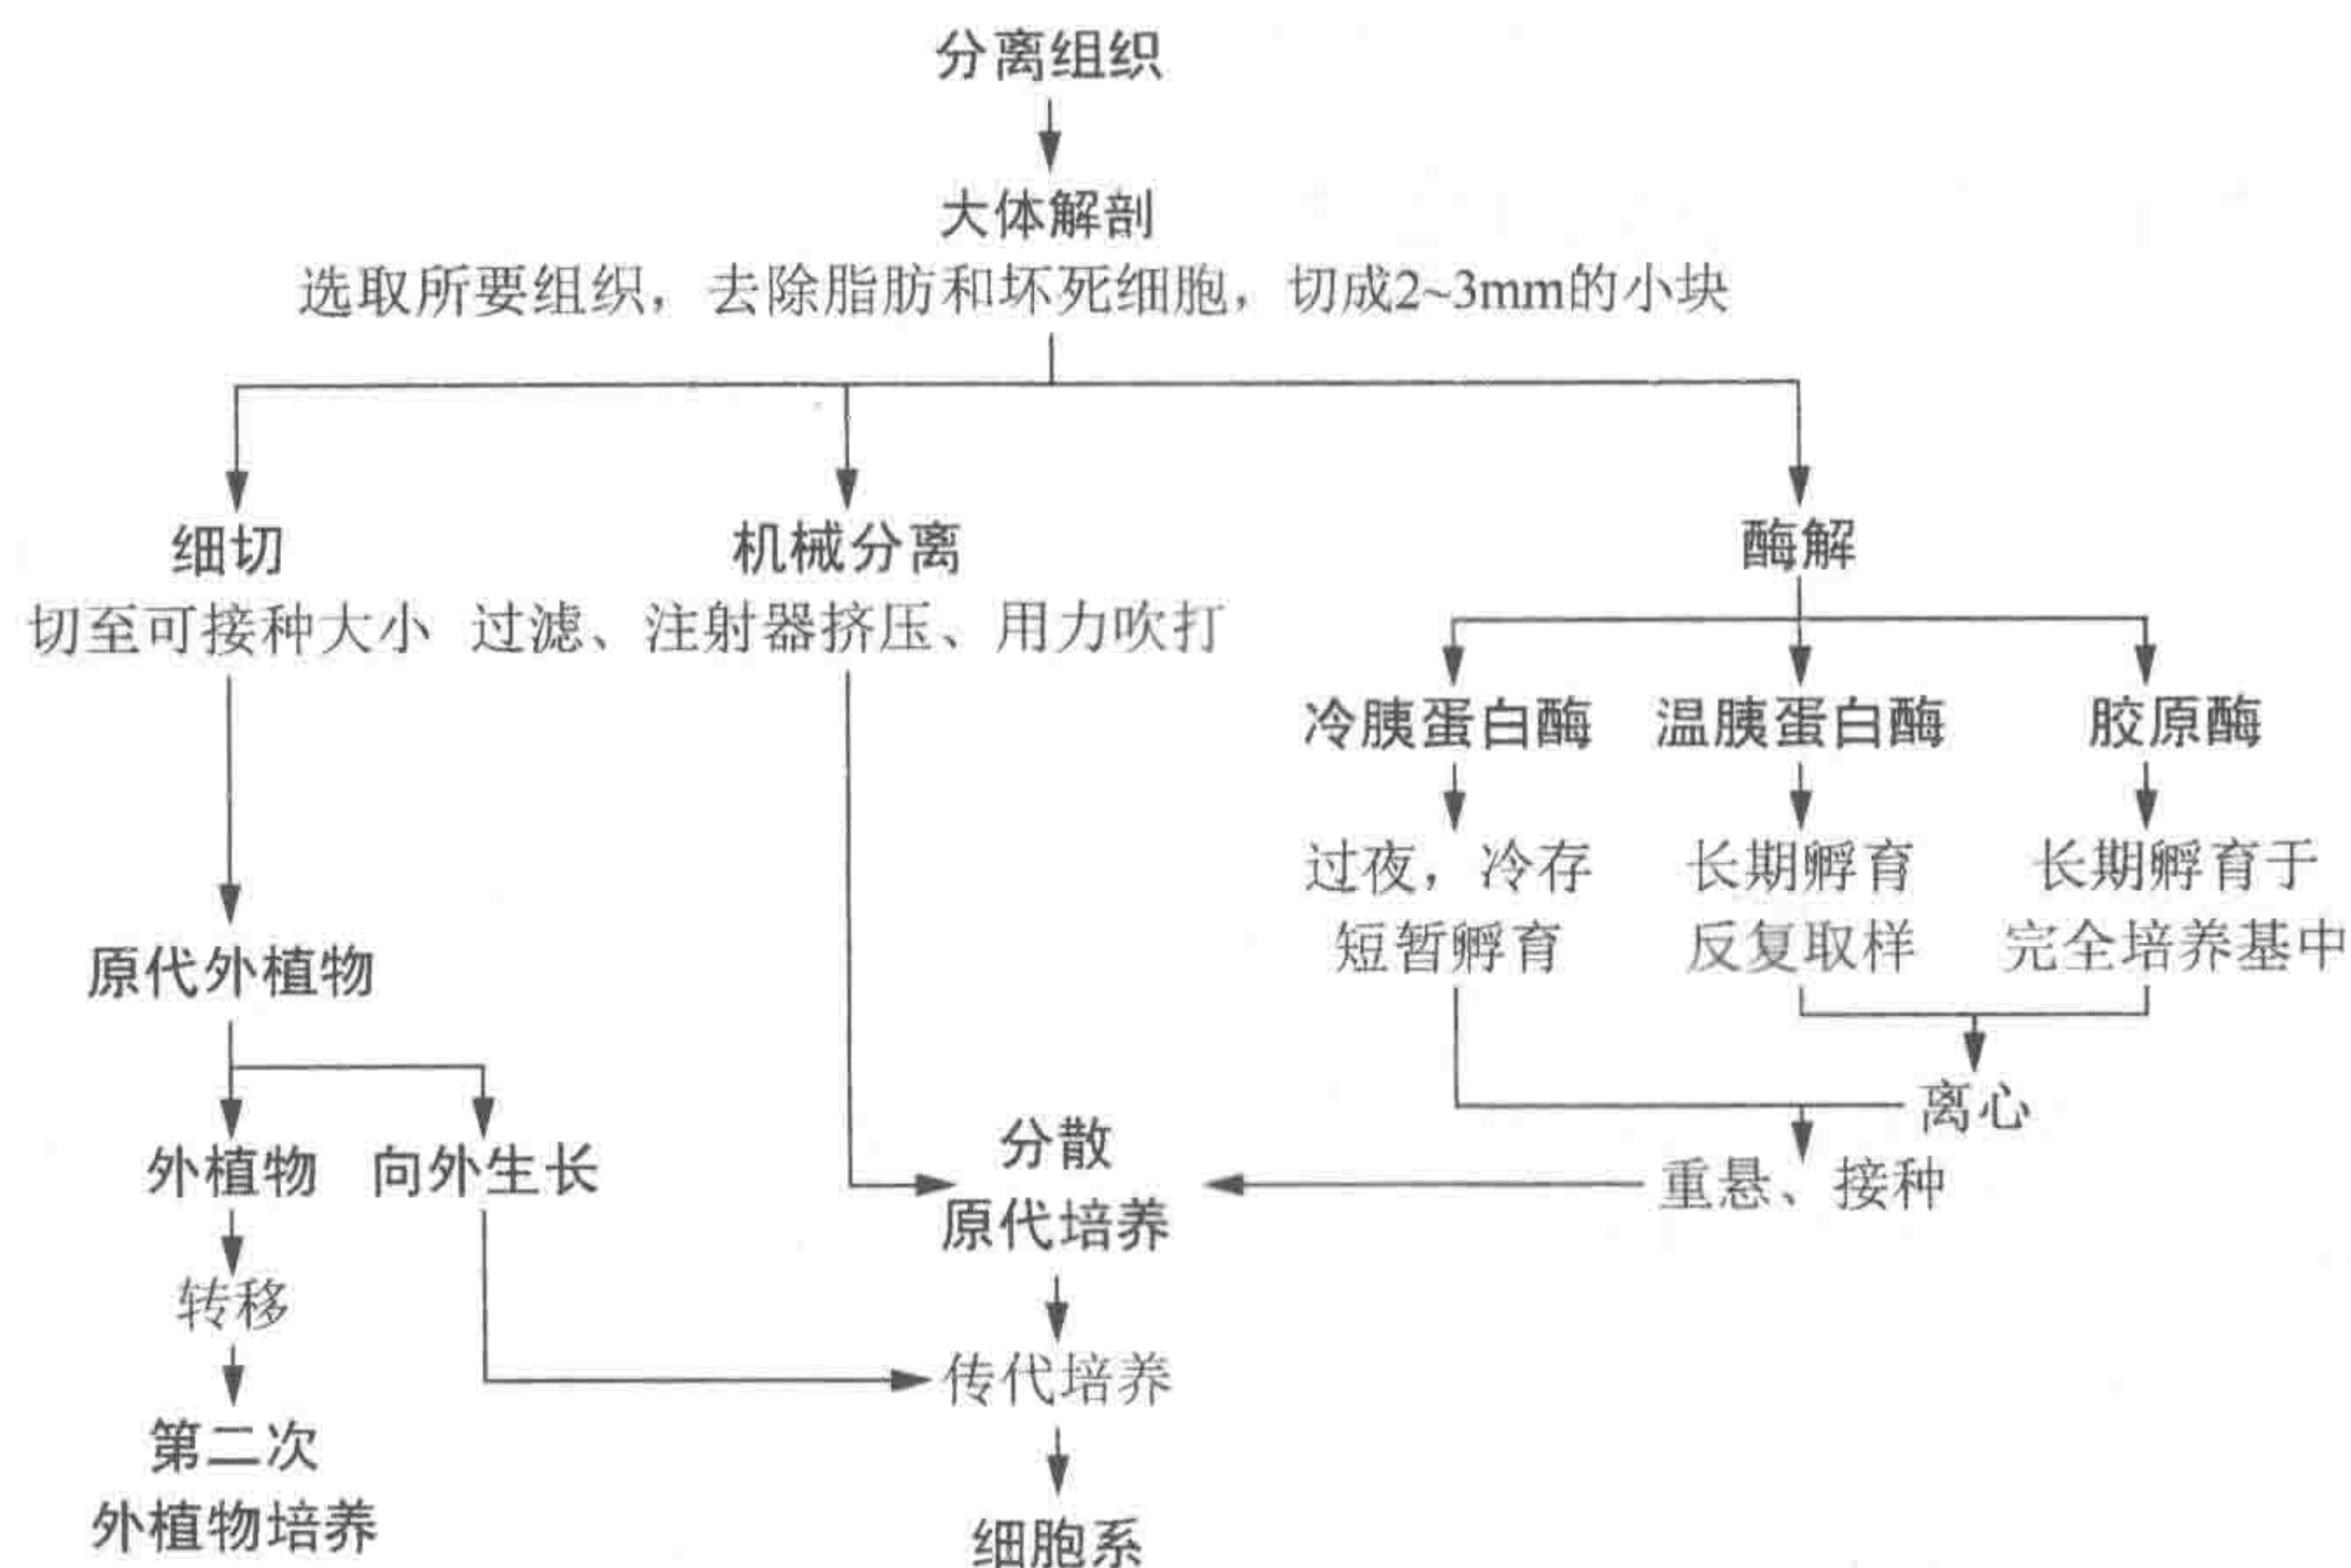 分离组织
大体解剖
选取所要组织，去除脂肪和坏死细胞，切成2~3mm的小块
细切
切至可接种大小
机械分离
过滤、注射器挤压、用力吹打
酶解
冷胰蛋白酶
温胰蛋白酶
胶原酶
过夜，冷存
短暂孵育
长期孵育
反复取样
长期孵育于
完全培养基中
离心
重悬、接种
原代外植物
外植物
向外生长
转移
第二次
外植物培养
分散
原代培养
传代培养
细胞系